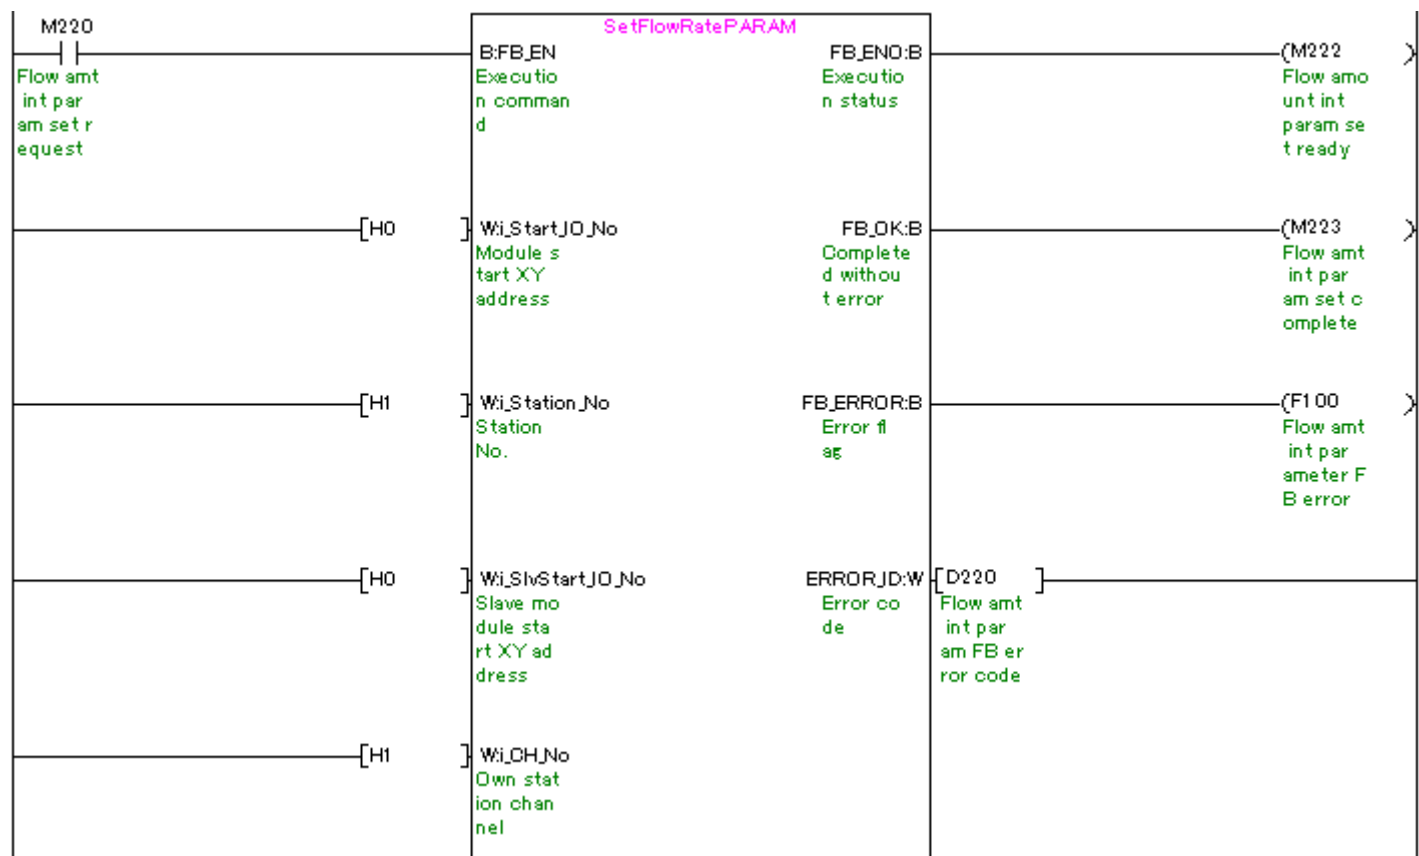 M220
SetFlowRatePARAM
B:FB_EN
FB_ENO:B
(M222 )
Flow amt
int par
am set r
equest
Executio
n comman
d
Executio
n status
Flow amo
unt int
param se
t ready
[H0 ]
W:i_Start_IO_No
FB_OK:B
(M223 )
Module s
tart XY
address
Complete
d withou
t error
Flow amt
int par
am set c
omplete
[H1 ]
W:i_Station_No
FB_ERROR:B
(F100 )
Station
No.
Error fl
ag
Flow amt
int par
ameter F
B error
[H0 ]
W:i_SlvStart_IO_No
ERROR_ID:W
[D220 ]
Slave mo
dule sta
rt XY ad
dress
Error co
de
Flow amt
int par
am FB er
ror code
[H1 ]
W:i_CH_No
Own stat
ion chan
nel